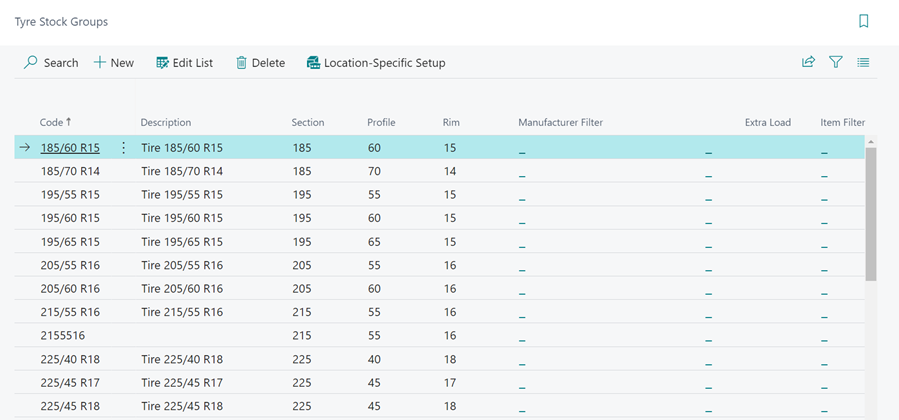 Tyre Stock Groups
Search New Edit List Delete Location-Specific Setup
Code ↑ Description Section Profile Rim Manufacturer Filter Extra Load Item Filter
185/60 R15 Tire 185/60 R15 185 60 15 _ _ _
185/70 R14 Tire 185/70 R14 185 70 14 _ _ _
195/55 R15 Tire 195/55 R15 195 55 15 _ _ _
195/60 R15 Tire 195/60 R15 195 60 15 _ _ _
195/65 R15 Tire 195/65 R15 195 65 15 _ _ _
205/55 R16 Tire 205/55 R16 205 55 16 _ _ _
205/60 R16 Tire 205/60 R16 205 60 16 _ _ _
215/55 R16 Tire 215/55 R16 215 55 16 _ _ _
2155516 215 55 16 _ _ _
225/40 R18 Tire 225/40 R18 225 40 18 _ _ _
225/45 R17 Tire 225/45 R17 225 45 17 _ _ _
225/45 R18 Tire 225/45 R18 225 45 18 _ _ _